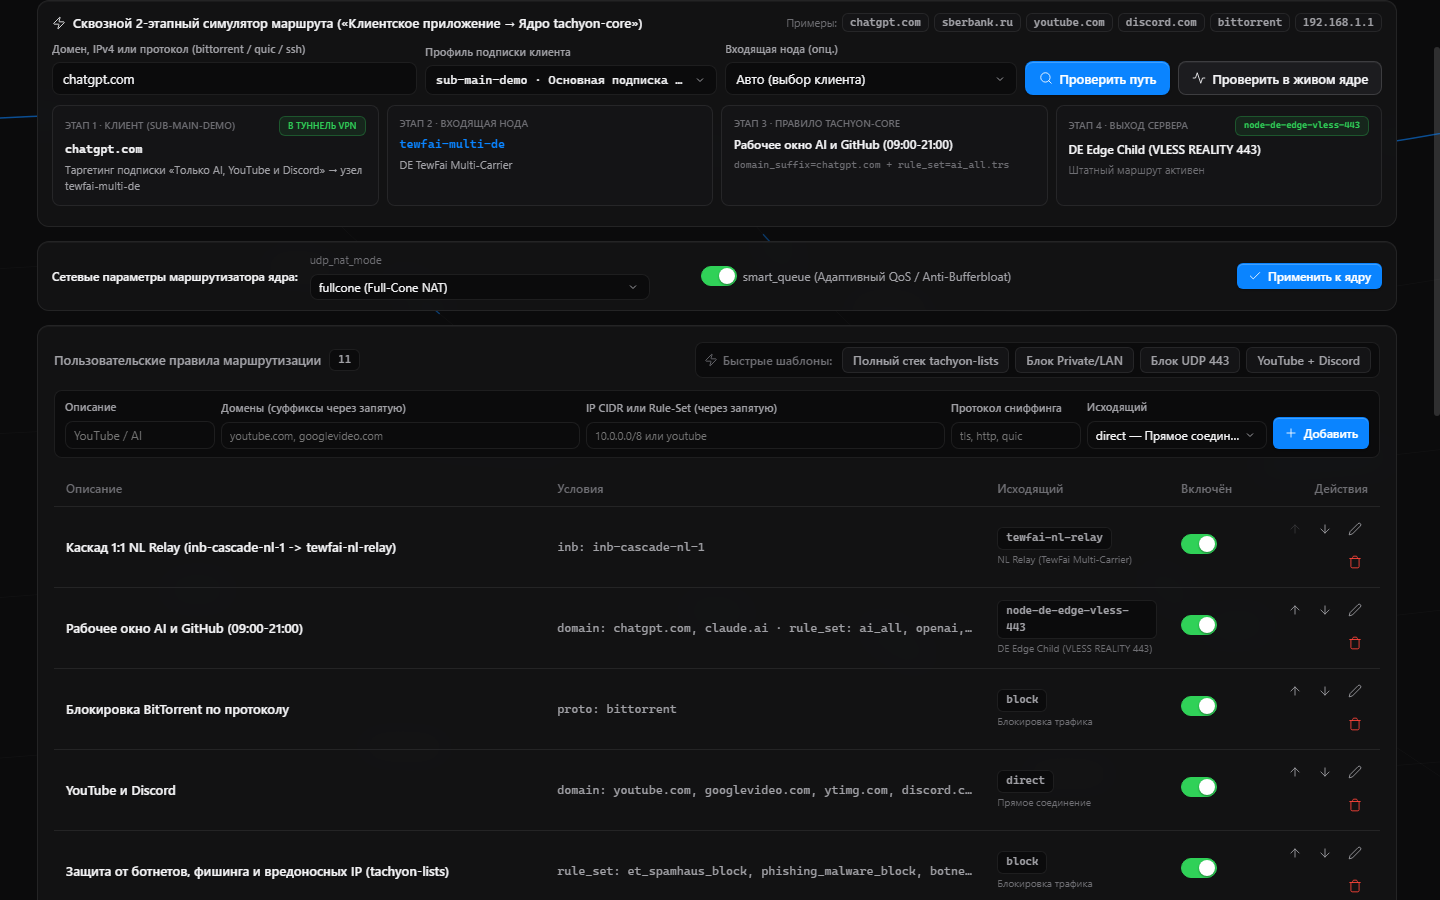 Сквозной 2-этапный симулятор маршрута («Клиентское приложение → Ядро tachyon-core»)
Примеры: chatgpt.com sberbank.ru youtube.com discord.com bittorrent 192.168.1.1
Домен, IPv4 или протокол (bittorrent / quic / ssh)
Профиль подписки клиента
Входящая нода (опц.)
chatgpt.com
sub-main-demo · Основная подписка …
Авто (выбор клиента)
Проверить путь
Проверить в живом ядре
ЭТАП 1 · КЛИЕНТ (SUB-MAIN-DEMO)
В ТУННЕЛЬ VPN
chatgpt.com
Таргетинг подписки «Только AI, YouTube и Discord» → узел
tewfai-multi-de
ЭТАП 2 · ВХОДЯЩАЯ НОДА
tewfai-multi-de
DE TewFai Multi-Carrier
ЭТАП 3 · ПРАВИЛО TACHYON-CORE
Рабочее окно AI и GitHub (09:00-21:00)
domain_suffix=chatgpt.com + rule_set=ai_all.trs
ЭТАП 4 · ВЫХОД СЕРВЕРА
node-de-edge-vless-443
DE Edge Child (VLESS REALITY 443)
Штатный маршрут активен
Сетевые параметры маршрутизатора ядра:
udp_nat_mode
fullcone (Full-Cone NAT)
smart_queue (Адаптивный QoS / Anti-Bufferbloat)
Применить к ядру
Пользовательские правила маршрутизации 11
Быстрые шаблоны: Полный стек tachyon-lists Блок Private/LAN Блок UDP 443 YouTube + Discord
Описание
Домены (суффиксы через запятую)
IP CIDR или Rule-Set (через запятую)
Протокол сниффинга
Исходящий
YouTube / AI
youtube.com, googlevideo.com
10.0.0.0/8 или youtube
tls, http, quic
direct — Прямое соедин...
Добавить
Описание Условия Исходящий Включён Действия
Каскад 1:1 NL Relay (inb-cascade-nl-1 -> tewfai-nl-relay)
inb: inb-cascade-nl-1
tewfai-nl-relay
NL Relay (TewFai Multi-Carrier)
Рабочее окно AI и GitHub (09:00-21:00)
domain: chatgpt.com, claude.ai · rule_set: ai_all, openai,…
node-de-edge-vless-
443
DE Edge Child (VLESS REALITY 443)
Блокировка BitTorrent по протоколу
proto: bittorrent
block
Блокировка трафика
YouTube и Discord
domain: youtube.com, googlevideo.com, ytimg.com, discord.c…
direct
Прямое соединение
Защита от ботнетов, фишинга и вредоносных IP (tachyon-lists)
rule_set: et_spamhaus_block, phishing_malware_block, botne…
block
Блокировка трафика